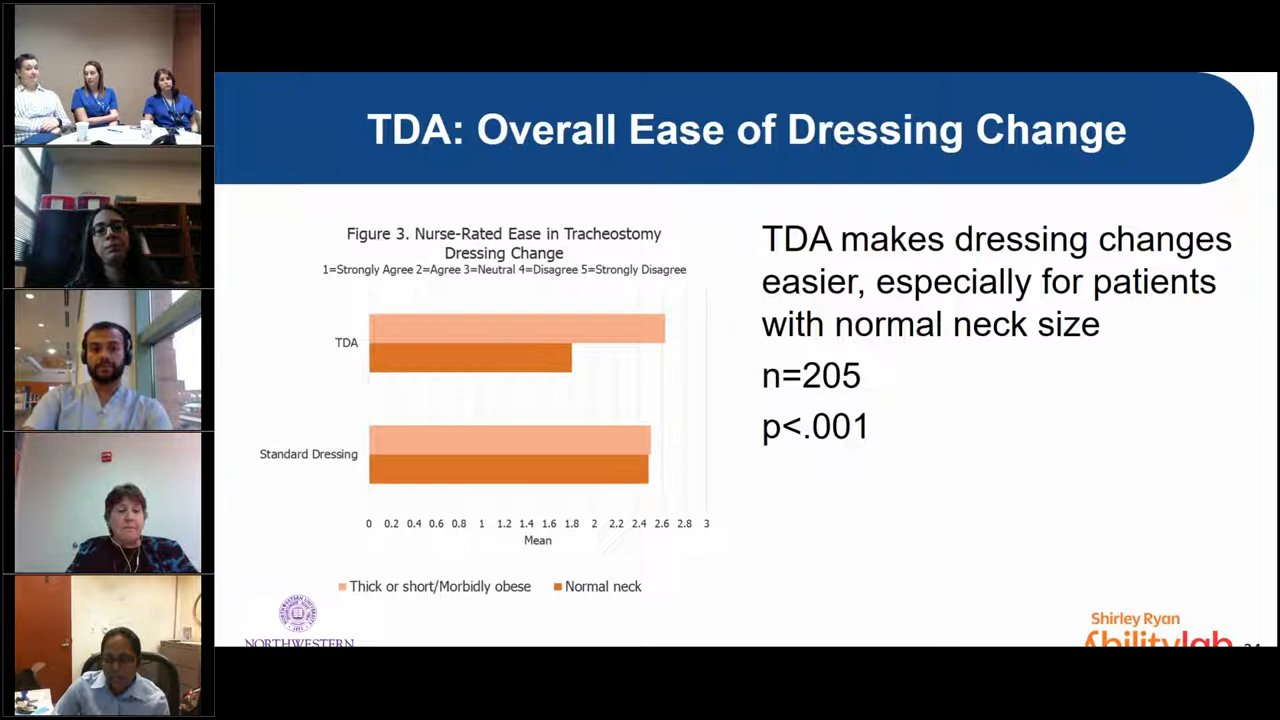 TDA: Overall Ease of Dressing Change
Figure 3. Nurse-Rated Ease in Tracheostomy
Dressing Change
1=Strongly Agree 2=Agree 3=Neutral 4=Disagree 5=Strongly Disagree
TDA
Standard Dressing
0 0.2 0.4 0.6 0.8 1 1.2 1.4 1.6 1.8 2 2.2 2.4 2.6 2.8 3
Mean
Thick or short/Morbidly obese Normal neck
TDA makes dressing changes
easier, especially for patients
with normal neck size
n=205
p<.001
NORTHWESTERN
Shirley Ryan
Abilitylab